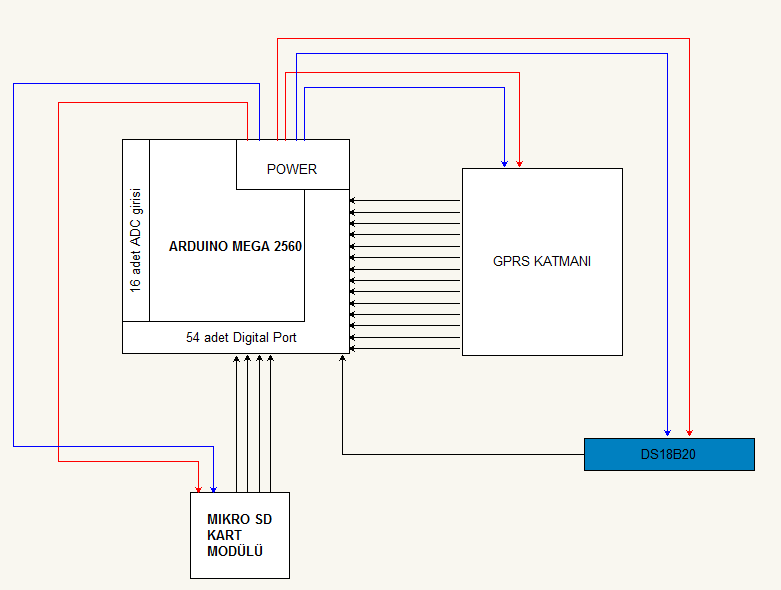 POWER
16 adet ADC girisi
ARDUINO MEGA 2560
GPRS KATMANI
54 adet Digital Port
DS18B20
MIKRO SD
KART
MODÜLÜ